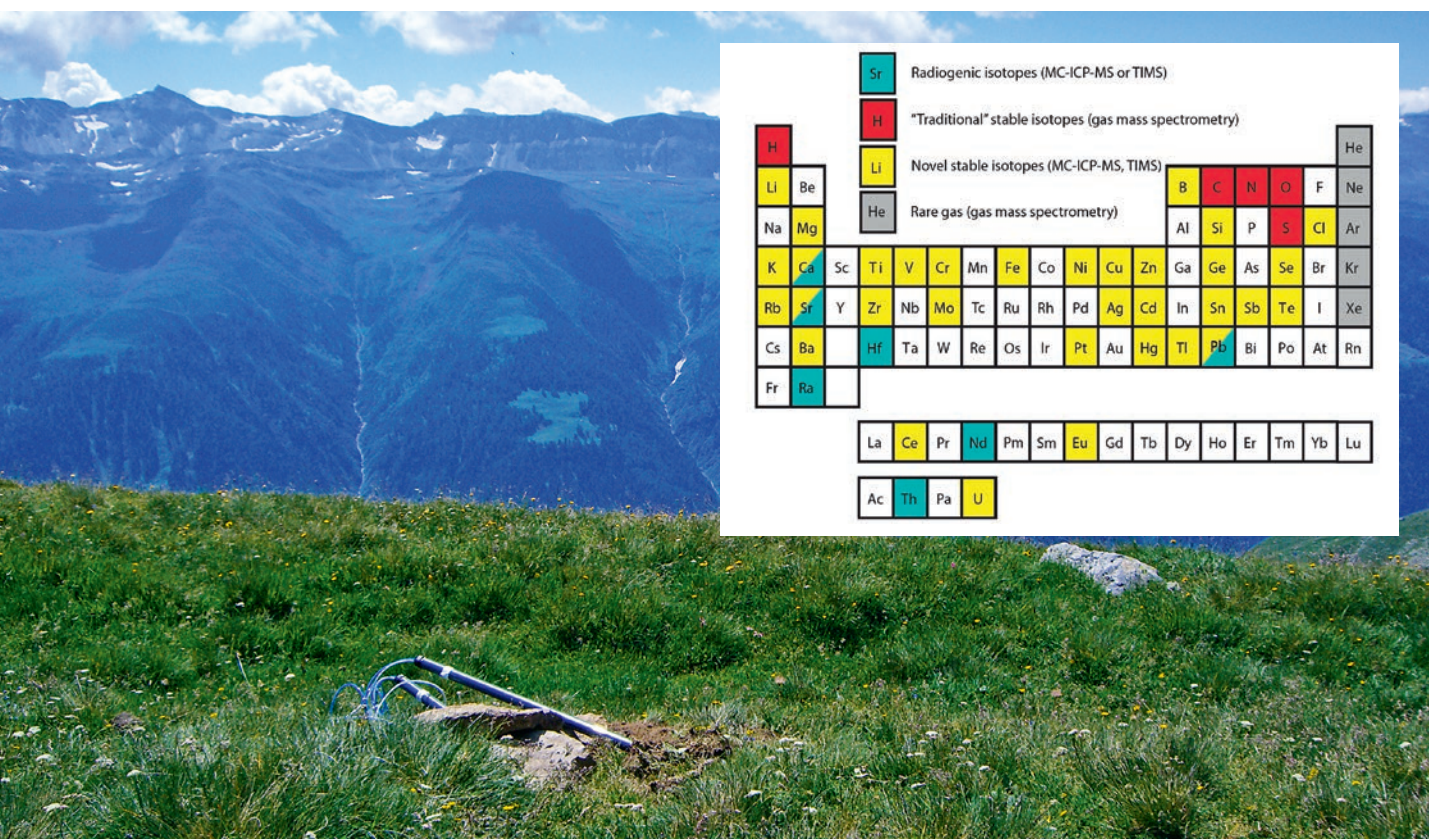 Sr Radiogenic isotopes (MC-ICP-MS or TIMS)
H "Traditional" stable isotopes (gas mass spectrometry)
Li Novel stable isotopes (MC-ICP-MS, TIMS)
He Rare gas (gas mass spectrometry)
H He
Li Be B C N O F Ne
Na Mg Al Si P S Cl Ar
K Ca Sc Ti V Cr Mn Fe Co Ni Cu Zn Ga Ge As Se Br Kr
Rb Sr Y Zr Nb Mo Tc Ru Rh Pd Ag Cd In Sn Sb Te I Xe
Cs Ba Hf Ta W Re Os Ir Pt Au Hg Tl Pb Bi Po At Rn
Fr Ra
La Ce Pr Nd Pm Sm Eu Gd Tb Dy Ho Er Tm Yb Lu
Ac Th Pa U